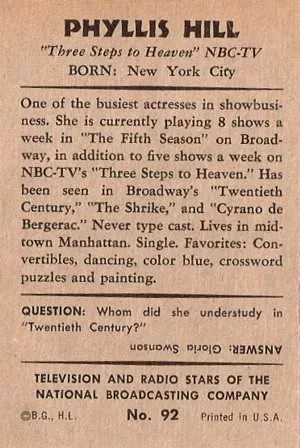 PHYLLIS HILL
"Three Steps to Heaven" NBC-TV
BORN: New York City
One of the busiest actresses in showbusi-
ness. She is currently playing 8 shows a
week in "The Fifth Season" on Broad-
way, in addition to five shows a week on
NBC-TV's "Three Steps to Heaven." Has
been seen in Broadway's "Twentieth
Century," "The Shrike," and "Cyrano de
Bergerac." Never type cast. Lives in mid-
town Manhattan. Single. Favorites: Con-
vertibles, dancing, color blue, crossword
puzzles and painting.
QUESTION: Whom did she understudy in
"Twentieth Century?"
ANSWER: Gloria Swanson
TELEVISION AND RADIO STARS OF THE
NATIONAL BROADCASTING COMPANY
©B.G., H.L. No. 92 Printed in U.S.A.